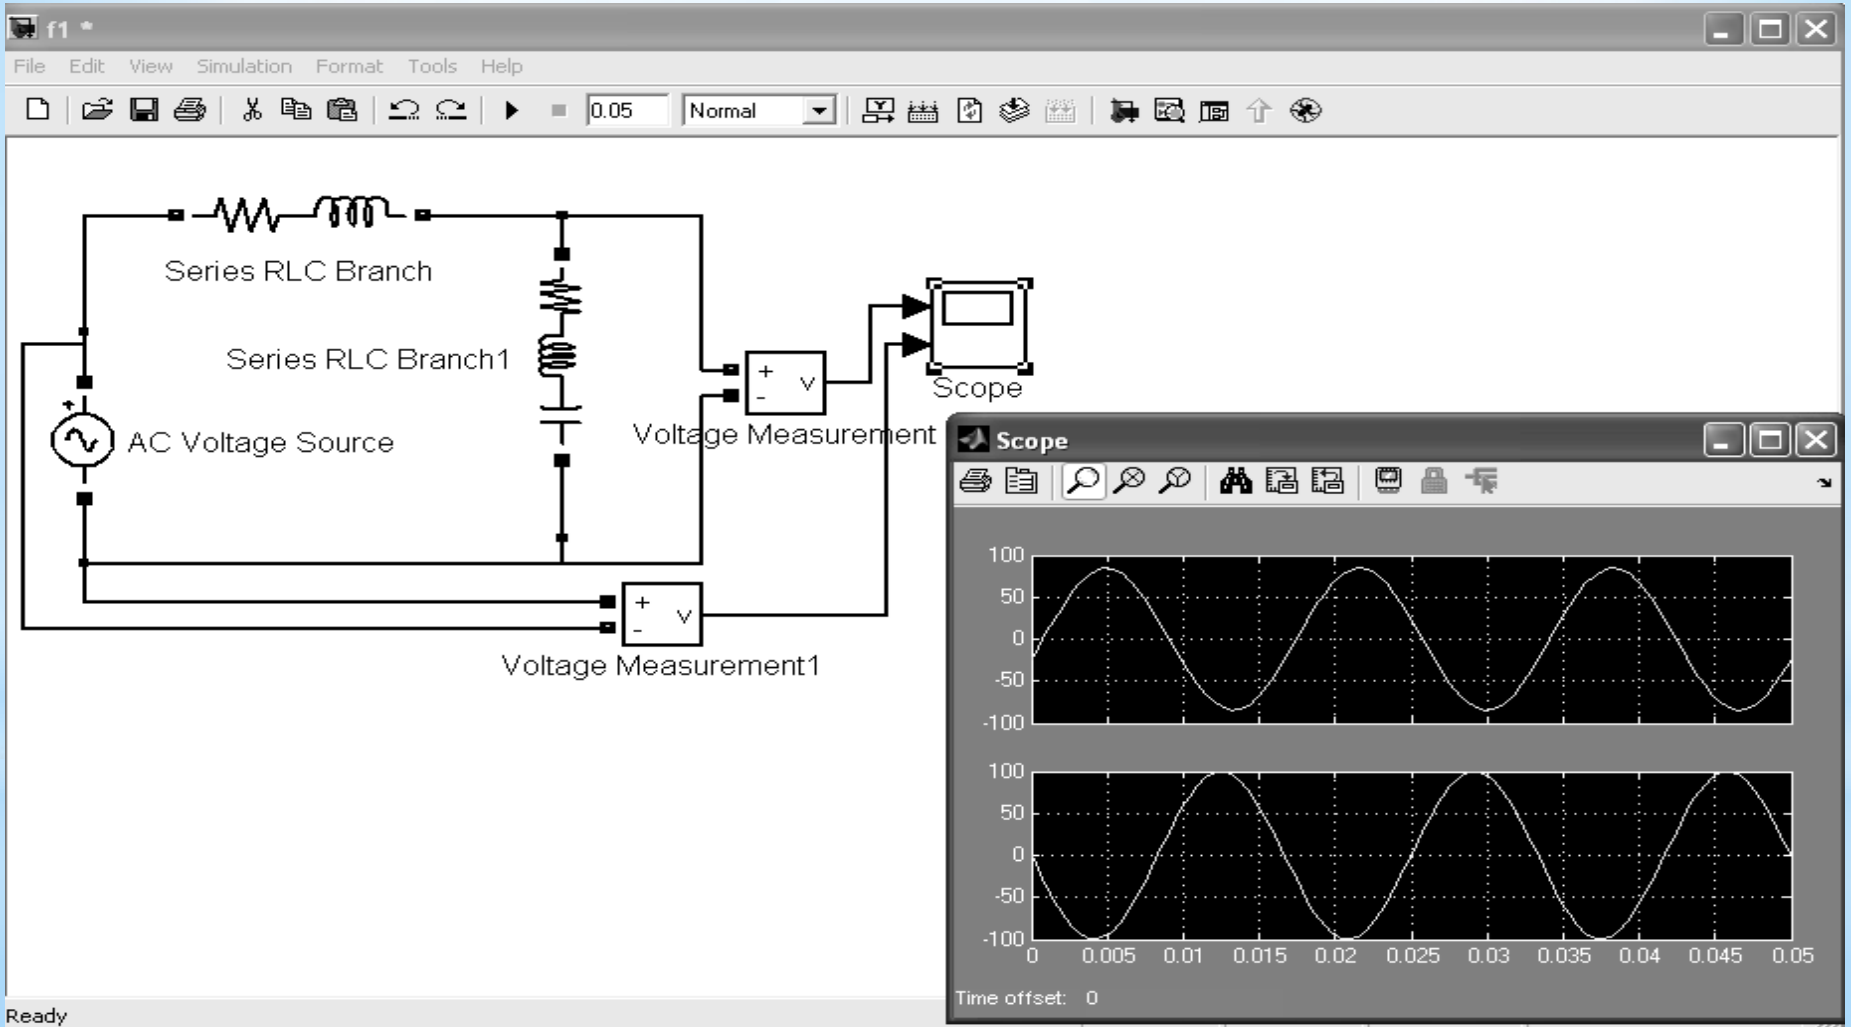 f1 *
File Edit View Simulation Format Tools Help
0.05 Normal
Series RLC Branch
Series RLC Branch1
AC Voltage Source
+
-
v
Voltage Measurement
Scope
+
-
v
Voltage Measurement1
Scope
100
50
0
-50
-100
100
50
0
-50
-100
0 0.005 0.01 0.015 0.02 0.025 0.03 0.035 0.04 0.045 0.05
Time offset: 0
Ready